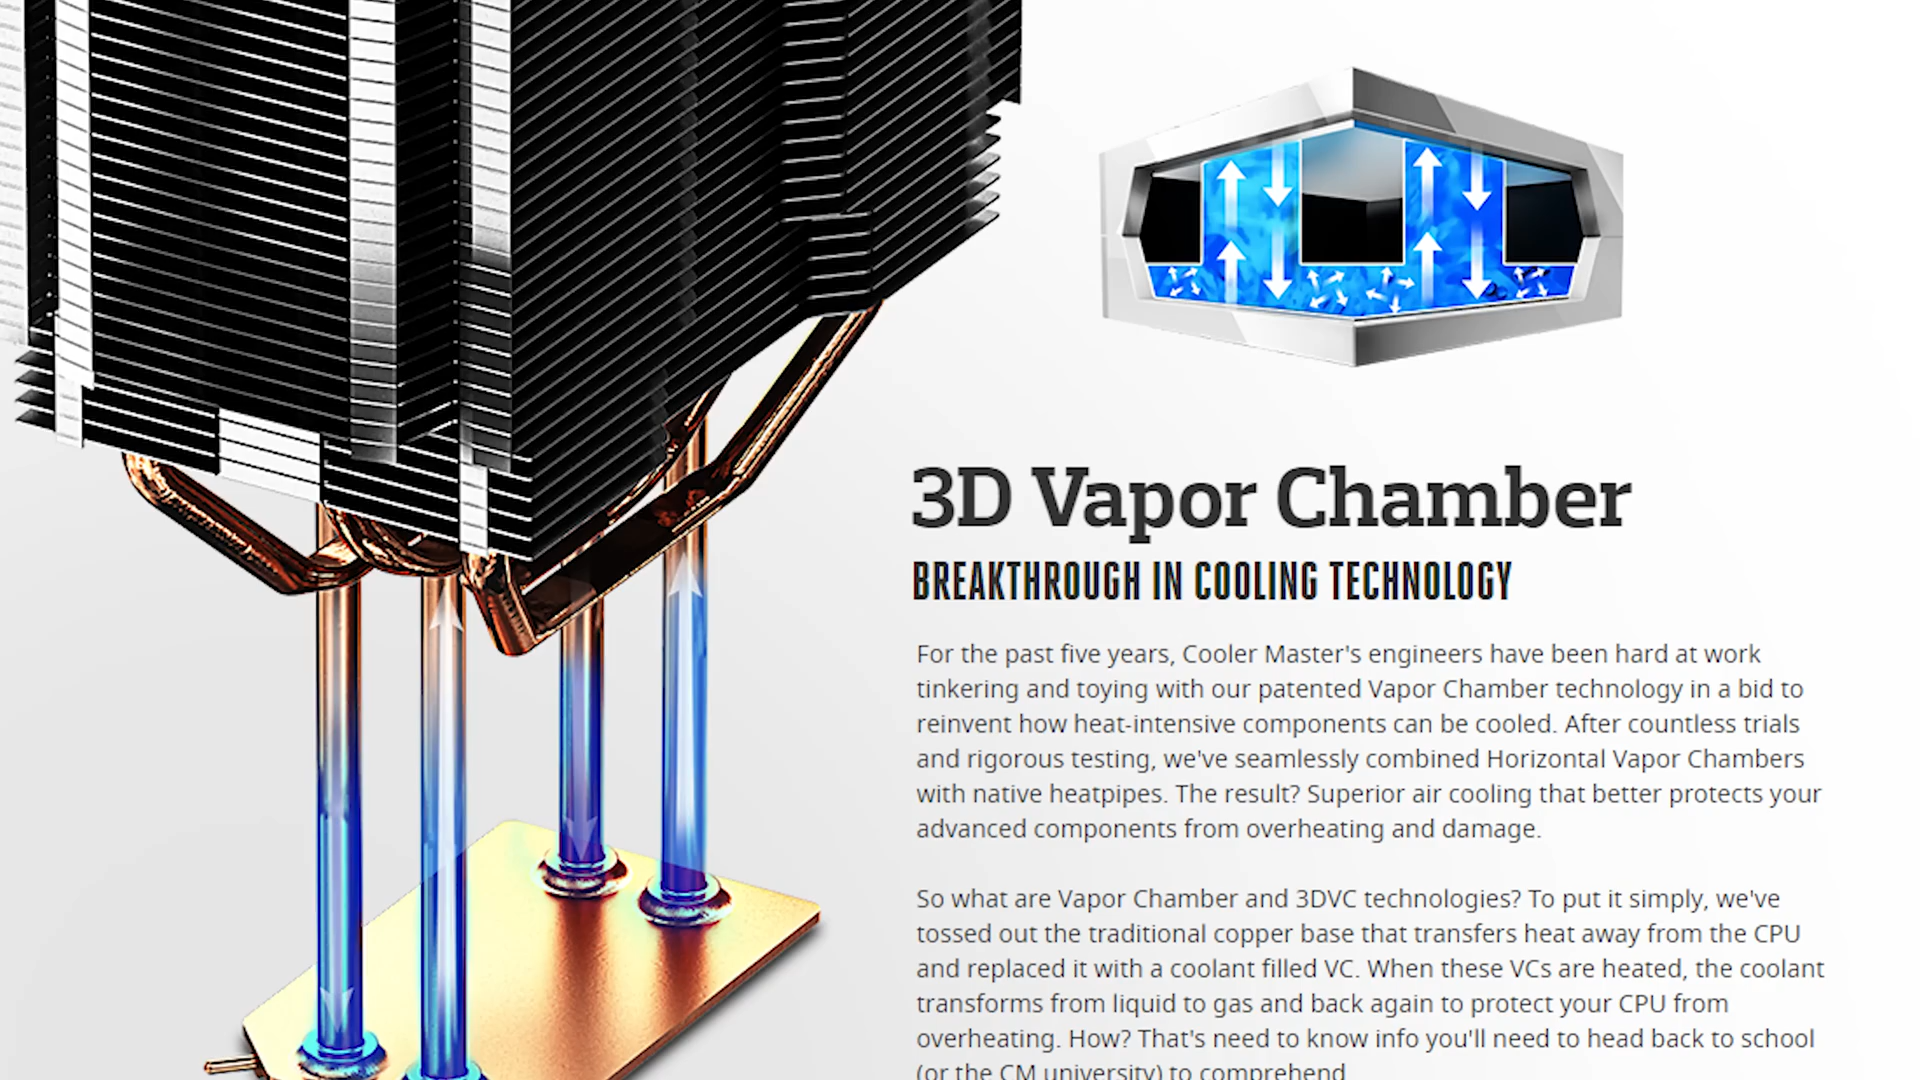 3D Vapor Chamber
BREAKTHROUGH IN COOLING TECHNOLOGY
For the past five years, Cooler Master's engineers have been hard at work
tinkering and toying with our patented Vapor Chamber technology in a bid to
reinvent how heat-intensive components can be cooled. After countless trials
and rigorous testing, we've seamlessly combined Horizontal Vapor Chambers
with native heatpipes. The result? Superior air cooling that better protects your
advanced components from overheating and damage.
So what are Vapor Chamber and 3DVC technologies? To put it simply, we've
tossed out the traditional copper base that transfers heat away from the CPU
and replaced it with a coolant filled VC. When these VCs are heated, the coolant
transforms from liquid to gas and back again to protect your CPU from
overheating. How? That's need to know info you'll need to head back to school
(or the CM university) to comprehend